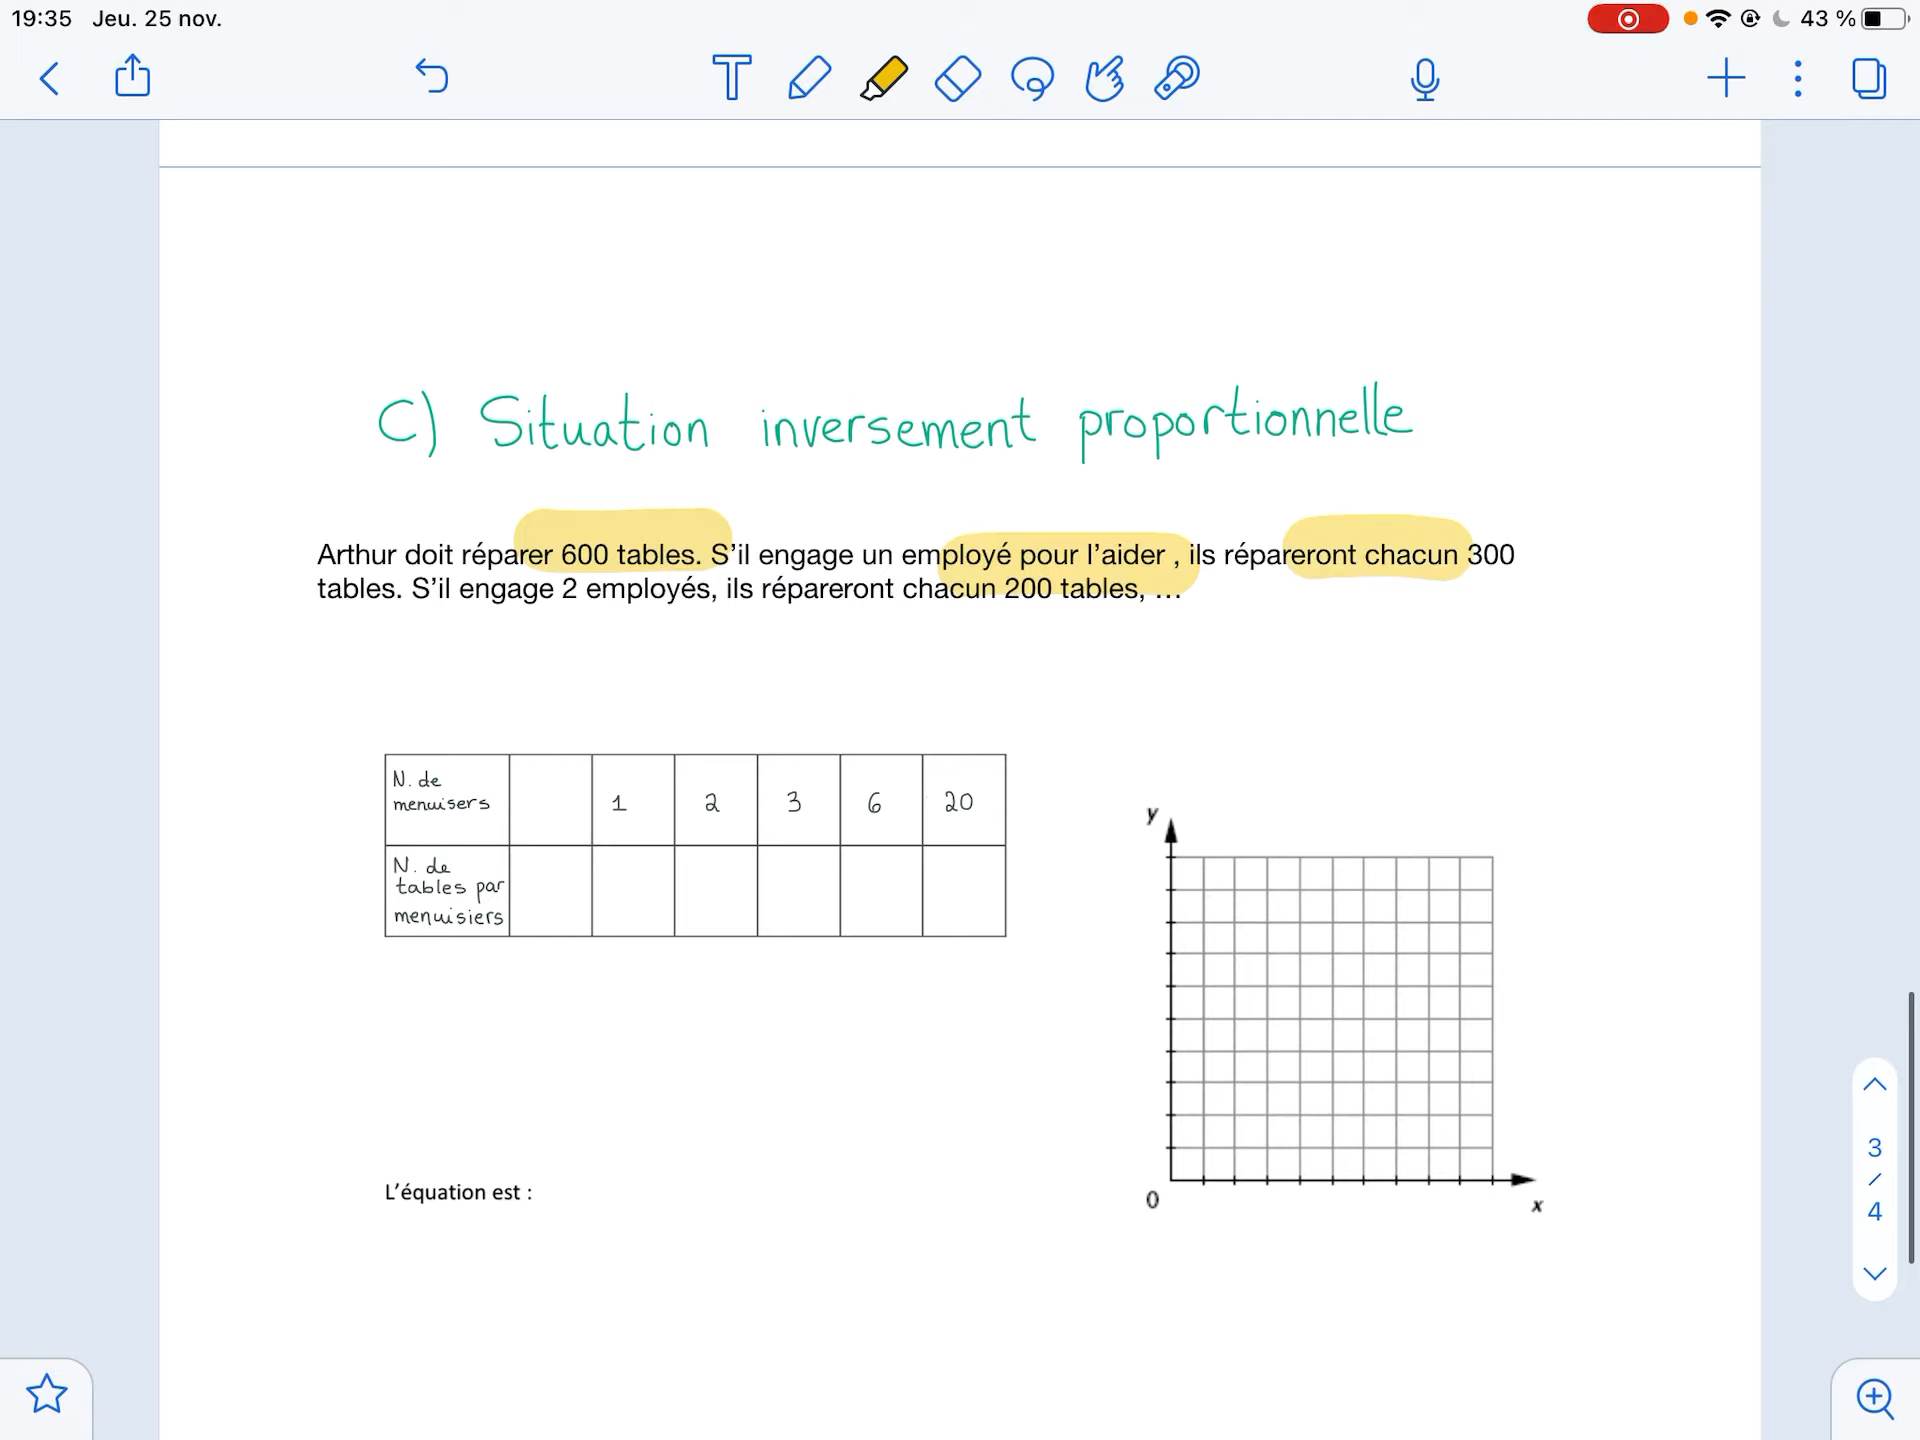 19:35 Jeu. 25 nov.
43 %
C) Situation inversement proportionnelle
Arthur doit réparer 600 tables. S’il engage un employé pour l’aider , ils répareront chacun 300
tables. S’il engage 2 employés, ils répareront chacun 200 tables, …
N. de
menuisers
1 2 3 6 20
N. de
tables par
menuisiers
y
0
x
L’équation est :
3
/
4